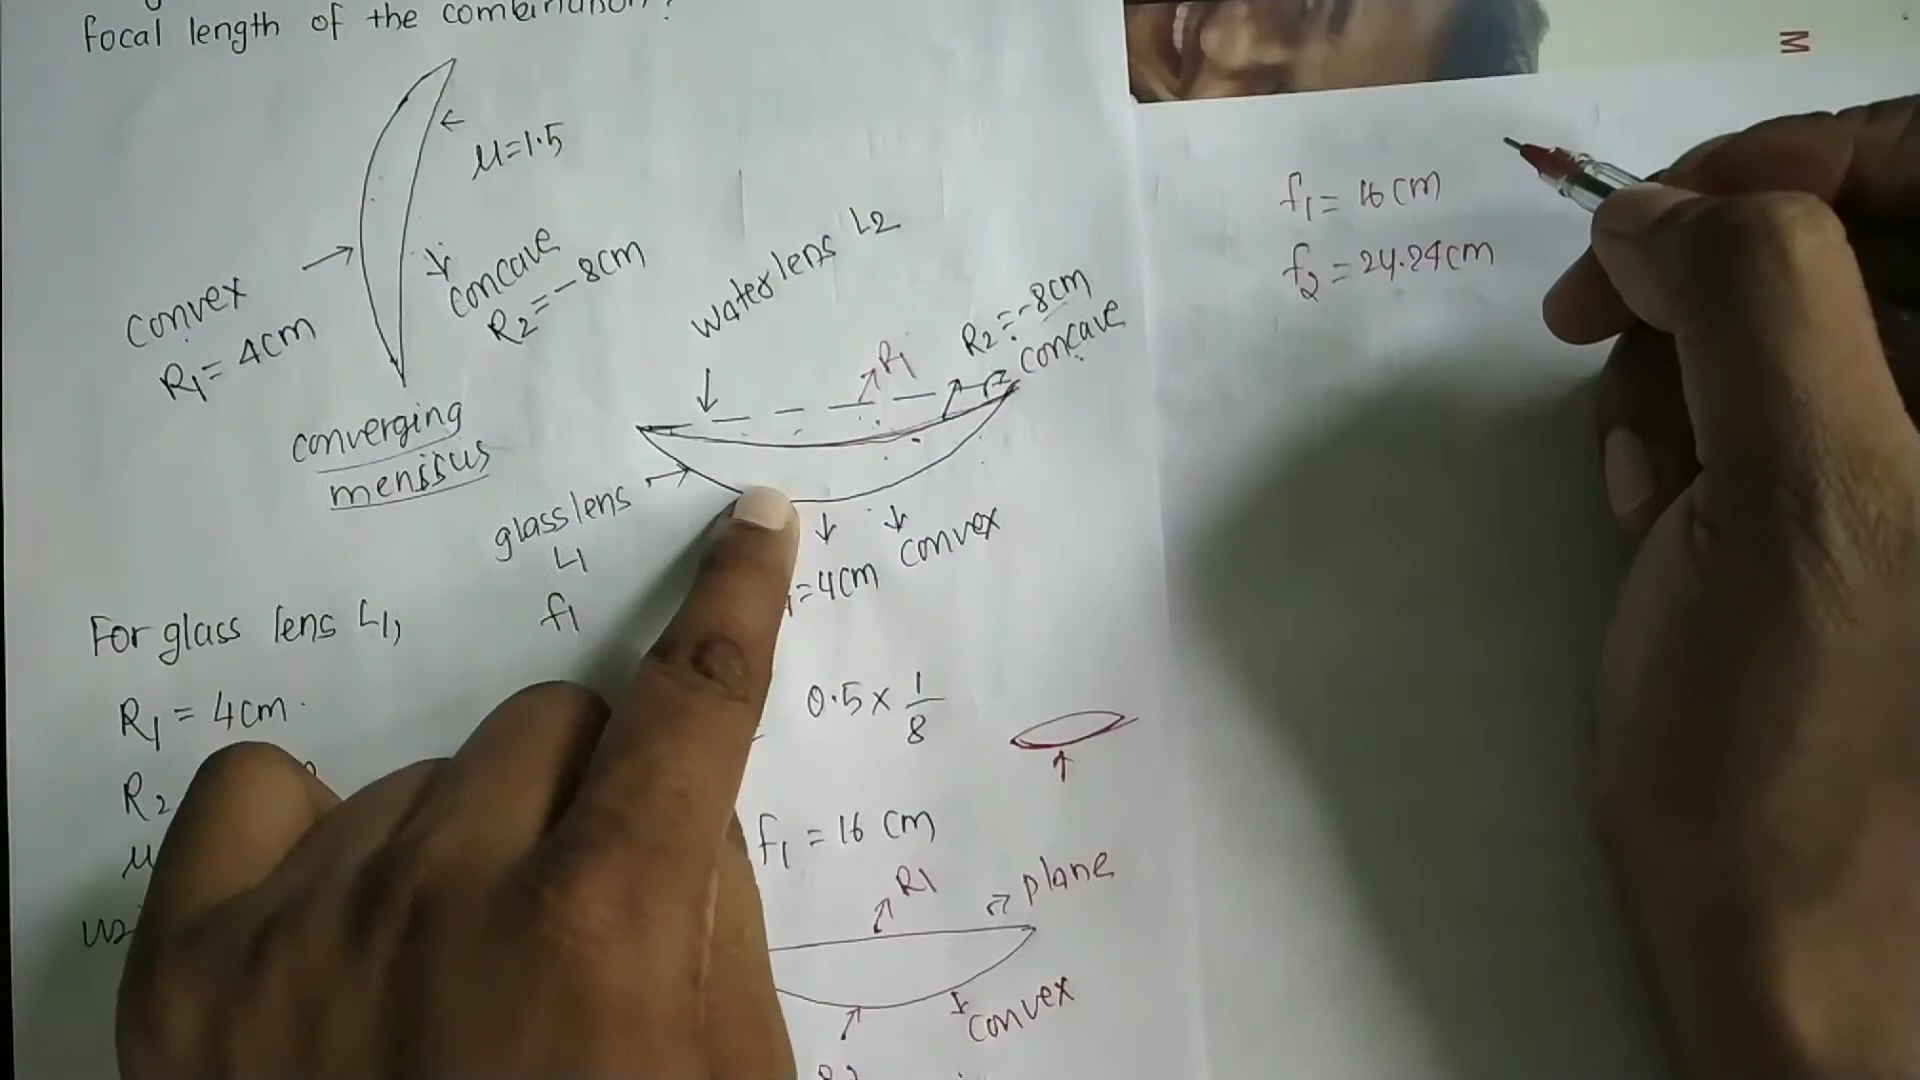 focal length of the combination?
μ=1.5
convex
R1= 4cm
concave
R2=-8cm
converging
menisus
water lens L2
R1
R2=-8cm
concave
glass lens
L1
f1
=4cm
convex
For glass lens L1,
R1 = 4cm.
R2
μ
0.5 x 1/8
f1 = 16 cm
R1
plane
convex
f1= 16 cm
f2 = 24.24cm
M